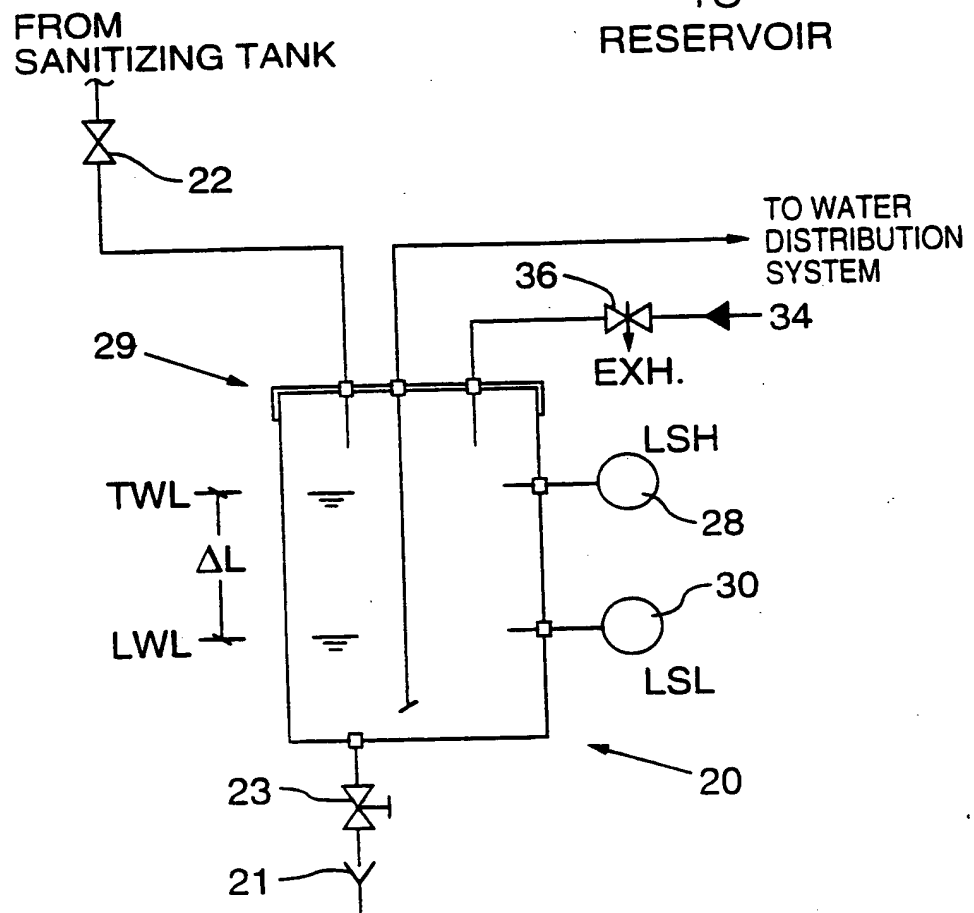 TO
RESERVOIR
FROM
SANITIZING TANK
22
TO WATER
DISTRIBUTION
SYSTEM
36
34
29
EXH.
LSH
TWL
28
ΔL
30
LWL
LSL
23
20
21